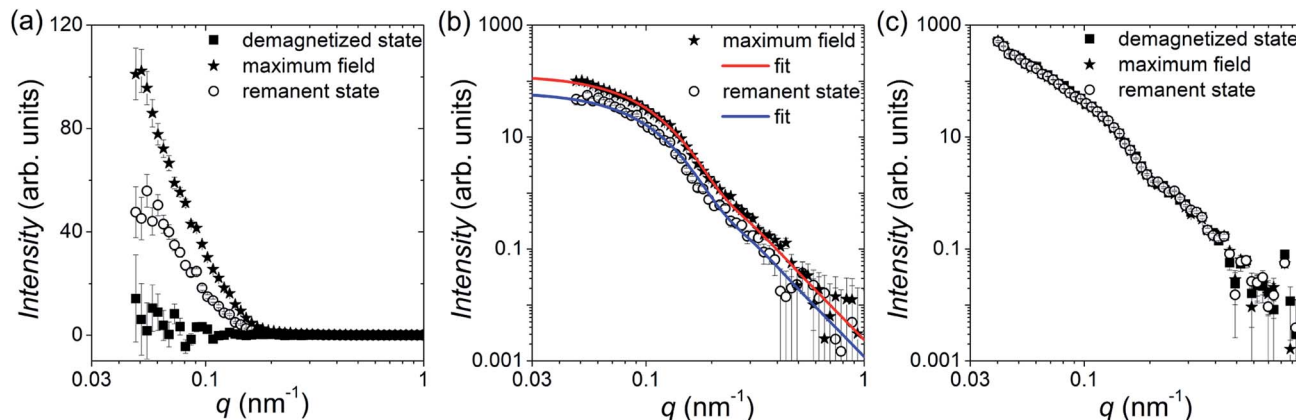 (a)
120
80
40
0
Intensity (arb. units)
demagnetized state
maximum field
remanent state
0.03
0.1
1
q (nm⁻¹)
(b)
1000
10
0.1
0.001
Intensity (arb. units)
maximum field
fit
remanent state
fit
0.03
0.1
1
q (nm⁻¹)
(c)
1000
10
0.1
0.001
Intensity (arb. units)
demagnetized state
maximum field
remanent state
0.03
0.1
q (nm⁻¹)